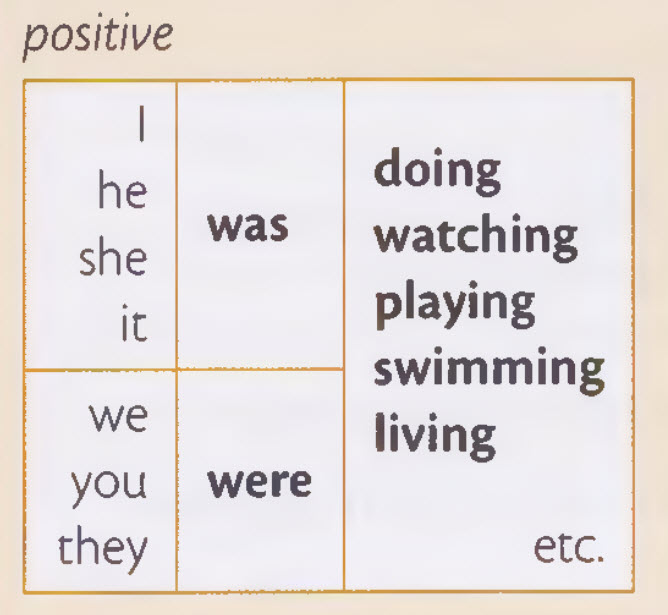 positive
I
he
she
it
was
we
you
they
were
doing
watching
playing
swimming
living
etc.